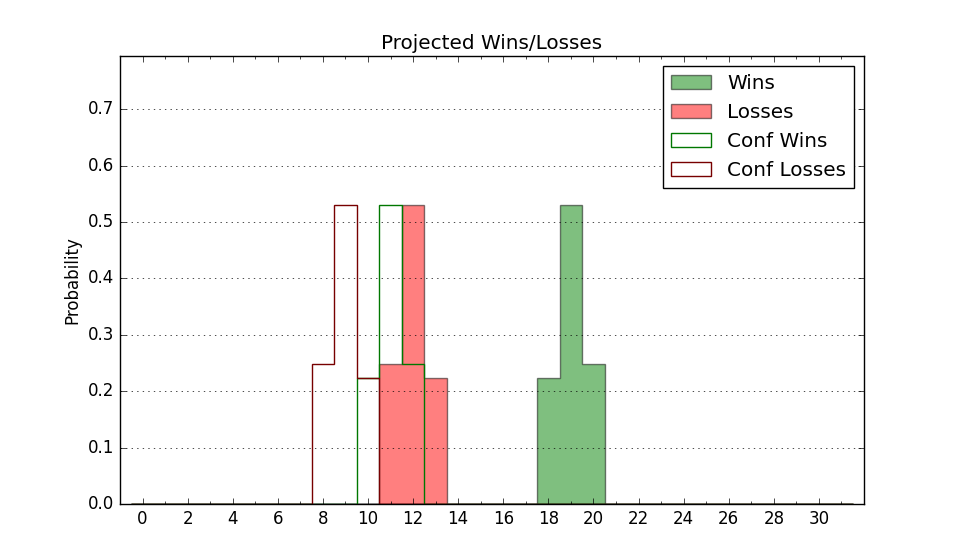 Projected Wins/Losses
Wins
Losses
Conf Wins
Conf Losses
Probability
0.7
0.6
0.5
0.4
0.3
0.2
0.1
0.0
0 2 4 6 8 10 12 14 16 18 20 22 24 26 28 30